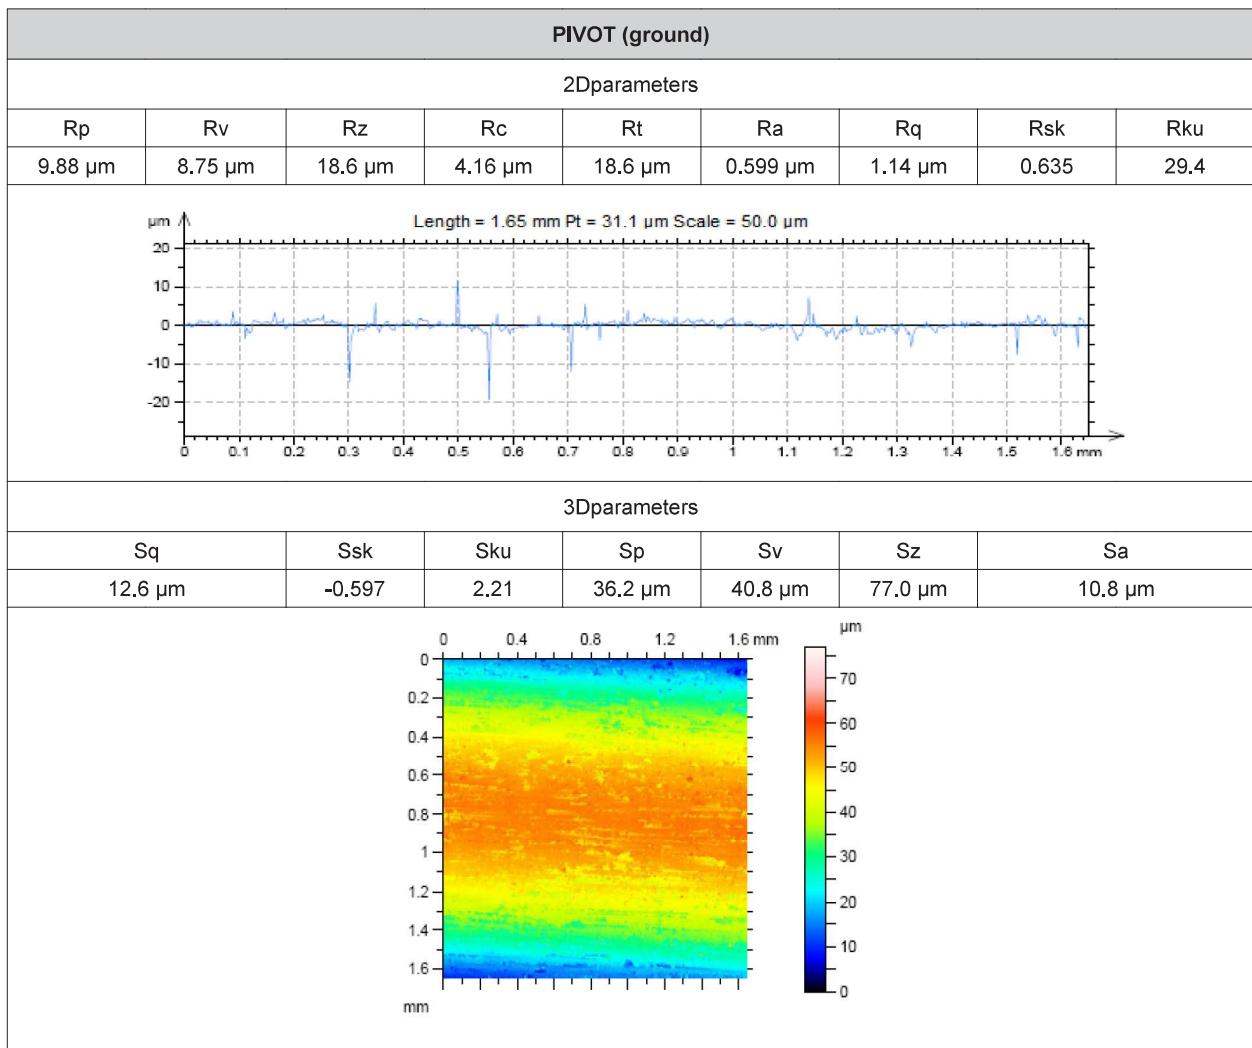 PIVOT (ground)
2Dparameters
Rp Rv Rz Rc Rt Ra Rq Rsk Rku
9.88 µm 8.75 µm 18.6 µm 4.16 µm 18.6 µm 0.599 µm 1.14 µm 0.635 29.4
µm Length = 1.65 mm Pt = 31.1 µm Scale = 50.0 µm
20
10
0
-10
-20
0 0.1 0.2 0.3 0.4 0.5 0.6 0.7 0.8 0.9 1 1.1 1.2 1.3 1.4 1.5 1.6 mm
3Dparameters
Sq Ssk Sku Sp Sv Sz Sa
12.6 µm -0.597 2.21 36.2 µm 40.8 µm 77.0 µm 10.8 µm
0 0.4 0.8 1.2 1.6 mm µm
0
0.2
0.4
0.6
0.8
1
1.2
1.4
1.6
mm
70
60
50
40
30
20
10
0